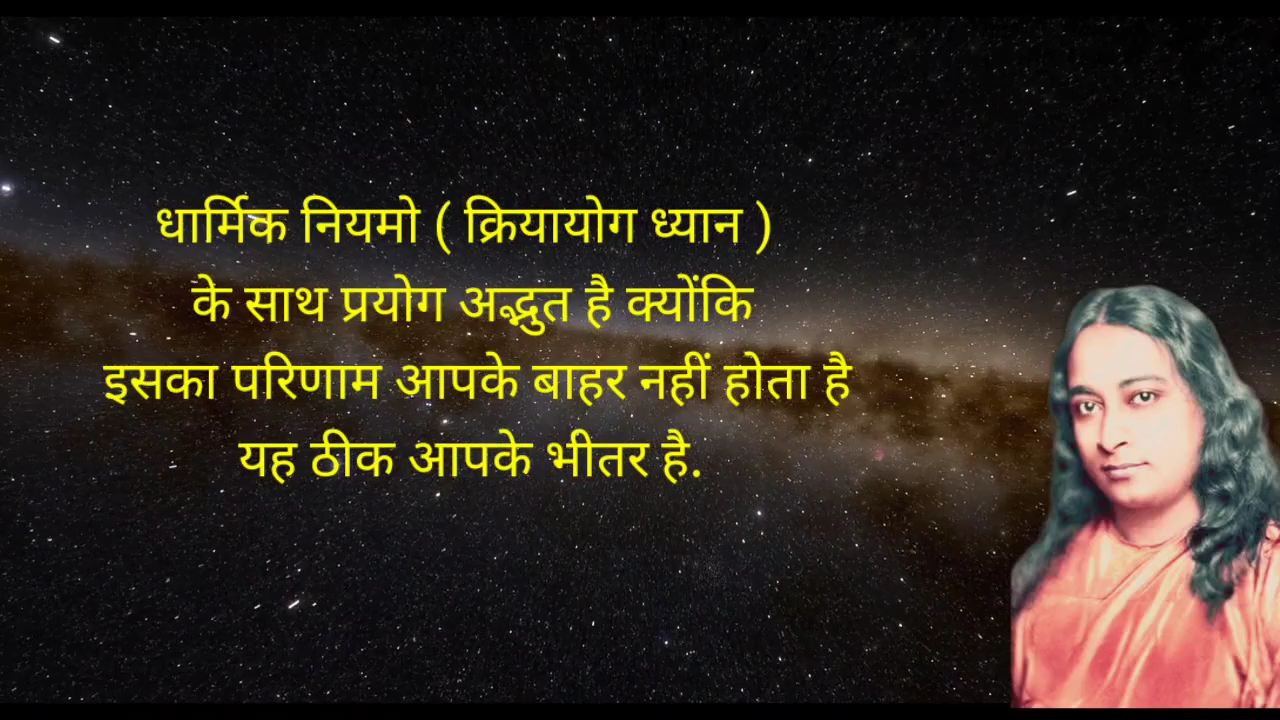 धार्मिक नियमो ( क्रियायोग ध्यान )
के साथ प्रयोग अद्भुत है क्योंकि
इसका परिणाम आपके बाहर नहीं होता है
यह ठीक आपके भीतर है.